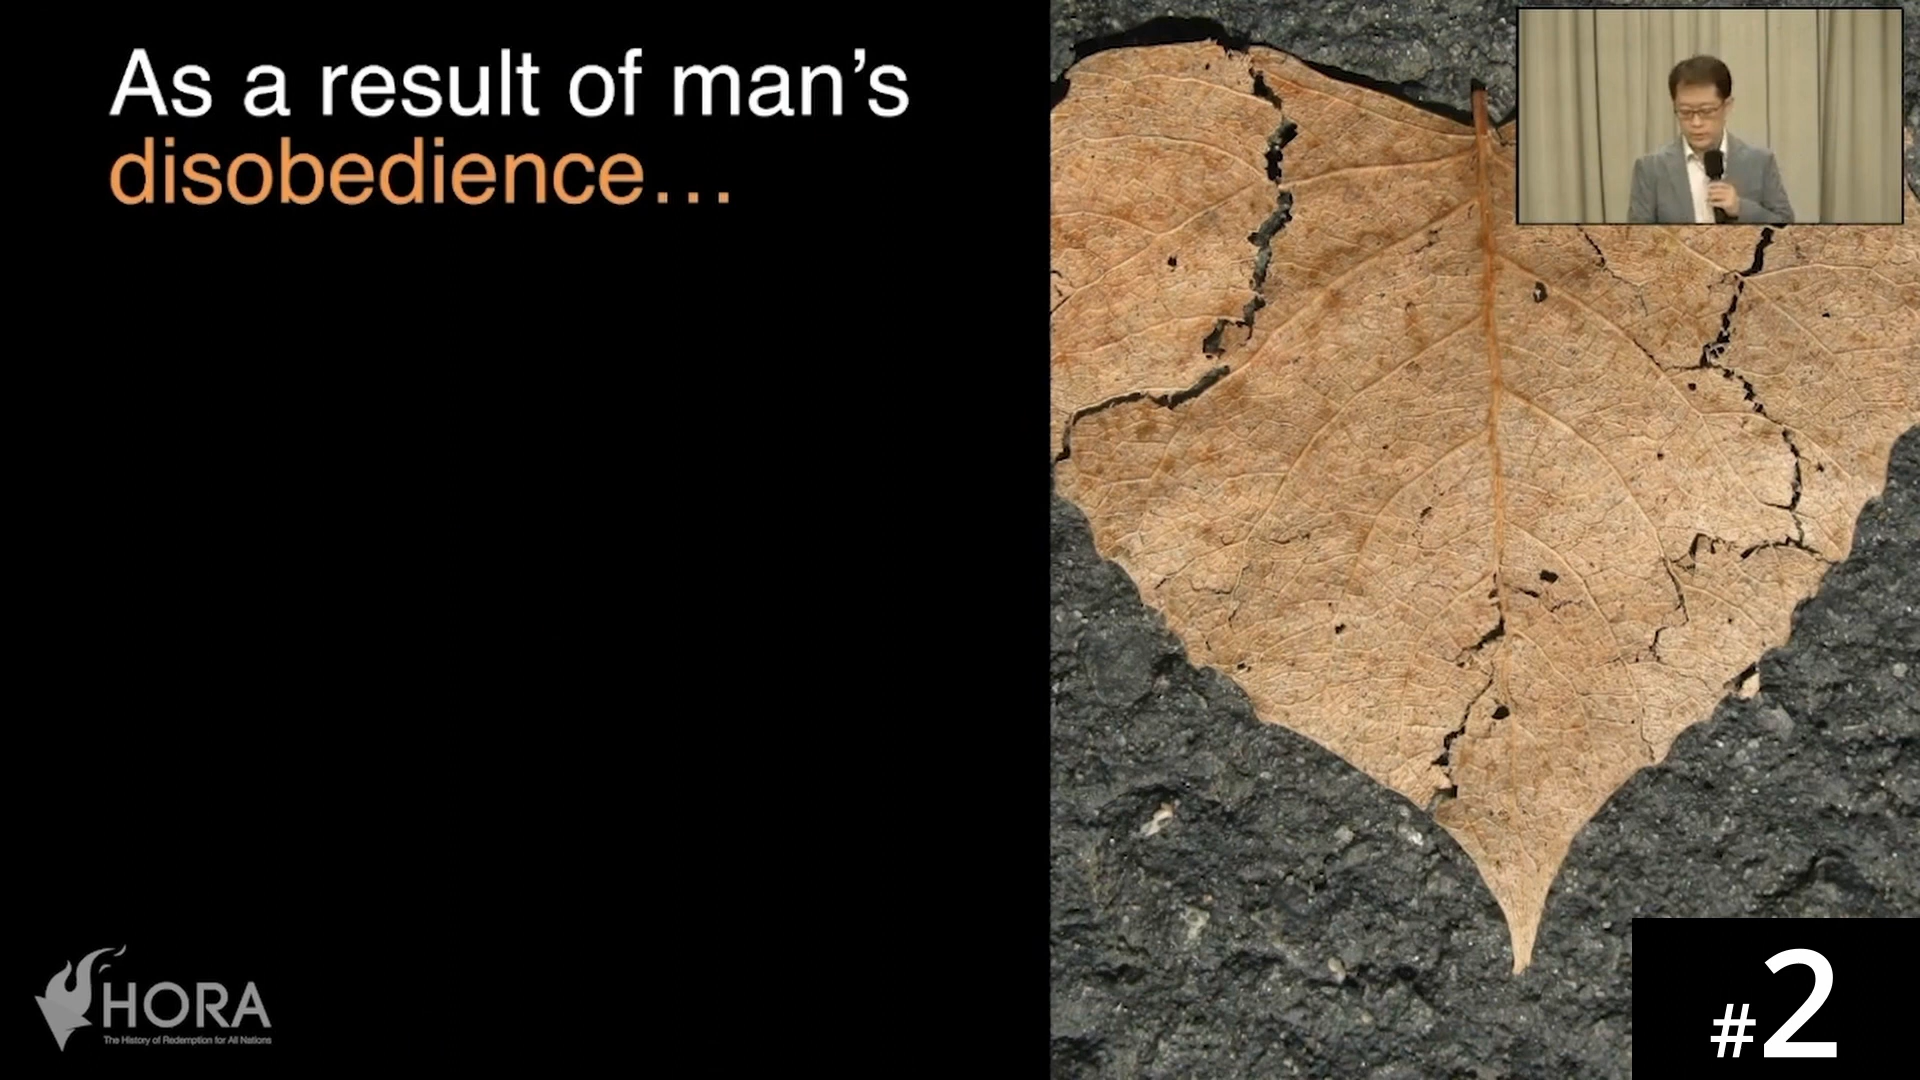 As a result of man’s
disobedience…
HORA
The History of Redemption for All Nations
#2